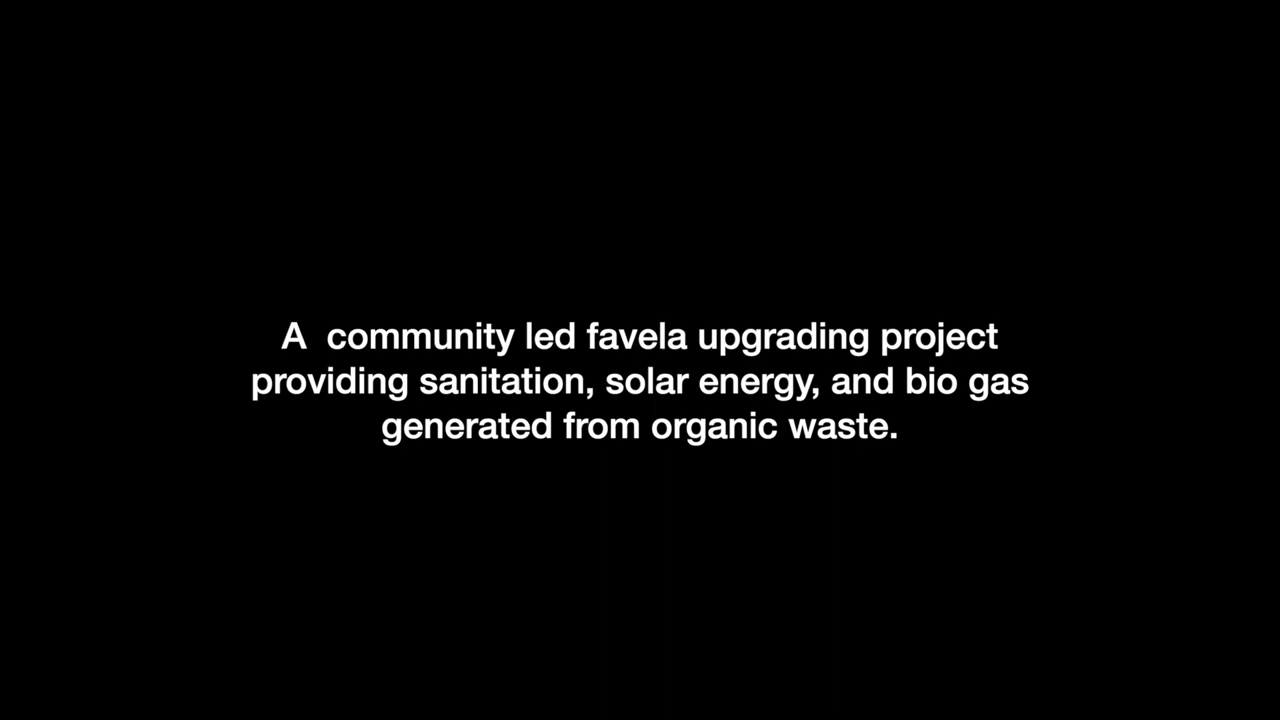 A  community led favela upgrading project
providing sanitation, solar energy, and bio gas
generated from organic waste.